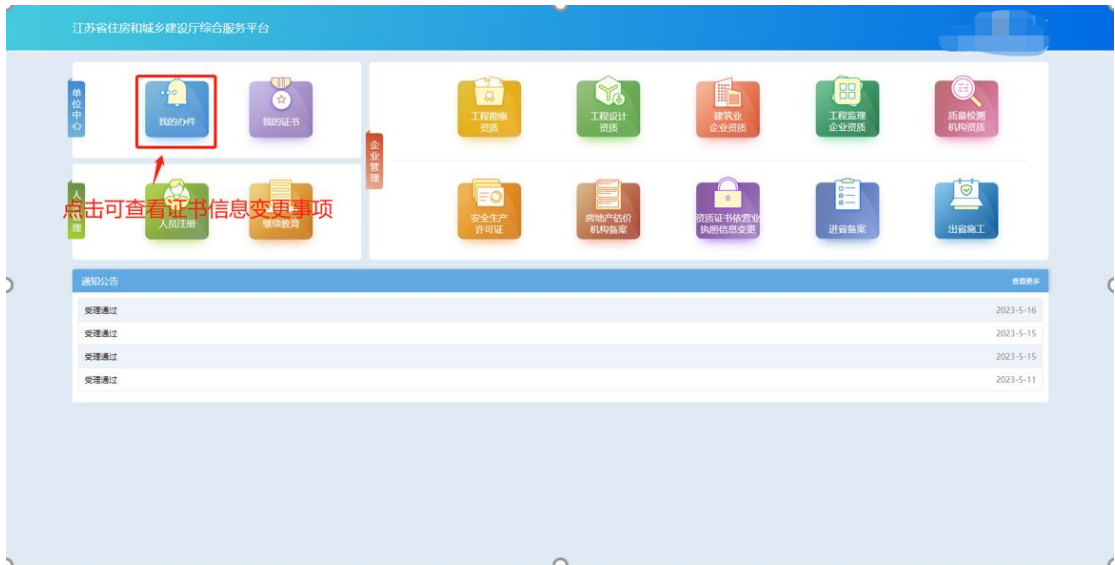 江苏省住房和城乡建设厅综合服务平台
单位中心
我的办件
我的证书
企业管理
工程勘察
资质
工程设计
资质
建筑业
企业资质
工程监理
企业资质
质量检测
机构资质
点击可查看证书信息变更事项
人
理
人员注册
继续教育
安全生产
许可证
房地产估价
机构备案
资质证书依营业
执照信息变更
进省备案
出省施工
通知公告
查看更多
受理通过
2023-5-16
受理通过
2023-5-15
受理通过
2023-5-15
受理通过
2023-5-11